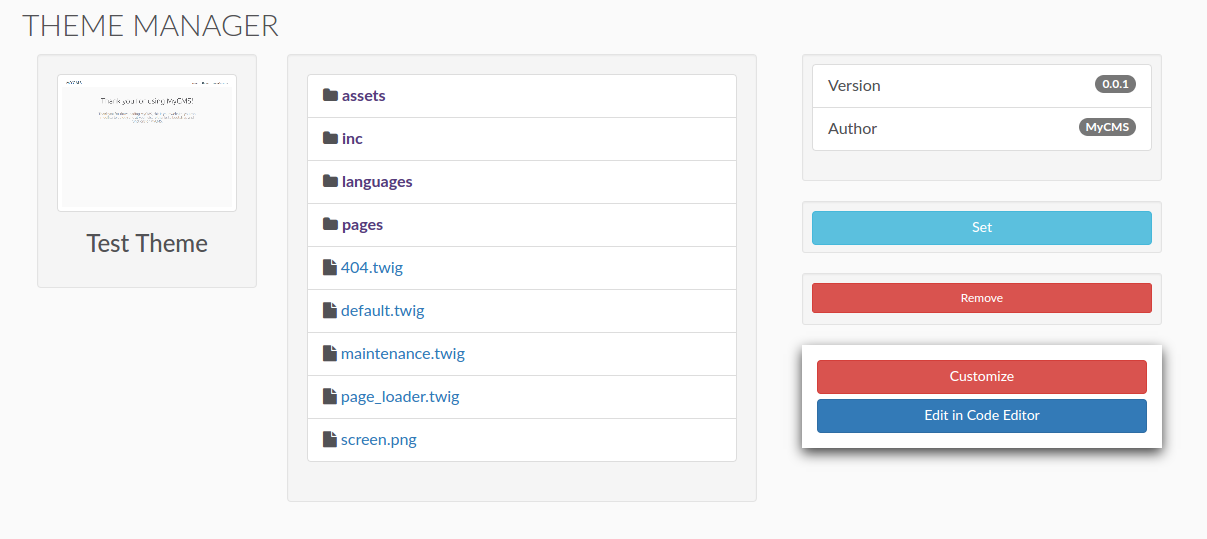 THEME MANAGER
MyCMS
Thank you for using MyCMS!
Test Theme
assets
inc
languages
pages
404.twig
default.twig
maintenance.twig
page_loader.twig
screen.png
Version 0.0.1
Author MyCMS
Set
Remove
Customize
Edit in Code Editor